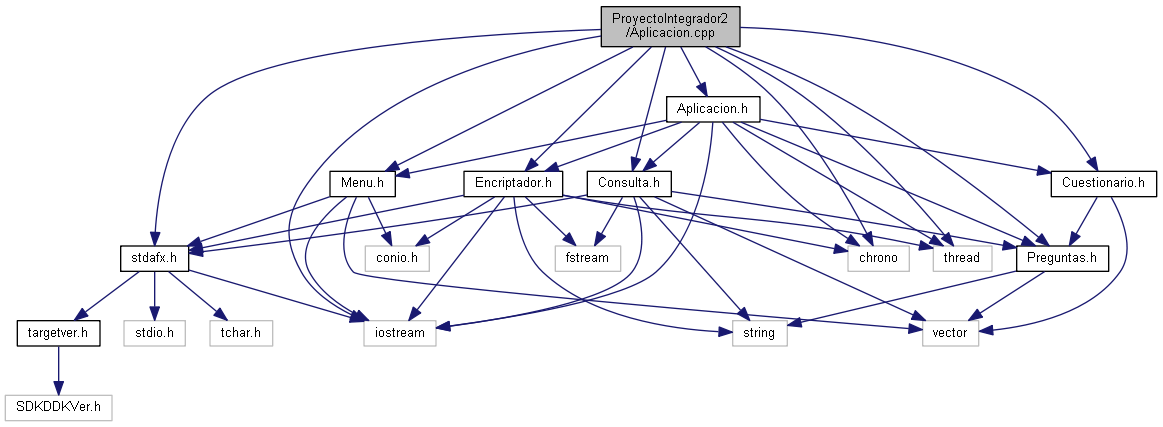 ProyectoIntegrador2
/Aplicacion.cpp
Aplicacion.h
Menu.h
Encriptador.h
Consulta.h
Cuestionario.h
stdafx.h
conio.h
fstream
chrono
thread
Preguntas.h
targetver.h
stdio.h
tchar.h
iostream
string
vector
SDKDDKVer.h